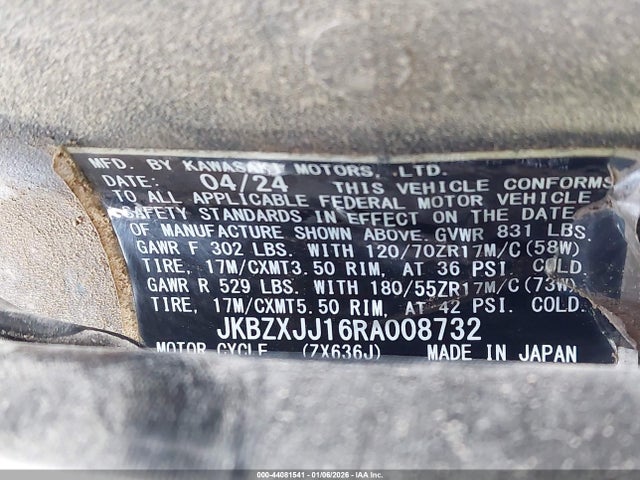 MFD. BY KAWASAKI MOTORS, .LTD.
DATE: 04/24 THIS VEHICLE CONFORMS
TO ALL APPLICABLE FEDERAL MOTOR VEHICLE
SAFETY STANDARDS IN EFFECT ON THE DATE
OF MANUFACTURE SHOWN ABOVE. GVWR 831 LBS.
GAWR F 302 LBS. WITH 120/70ZR17M/C(58W)
TIRE, 17M/CXMT3.50 RIM, AT 36 PSI. COLD.
GAWR R 529 LBS. WITH 180/55ZR17M/C(73W)
TIRE, 17M/CXMT5.50 RIM, AT 42 PSI. COLD.
JKBZXJJ16RA008732
MOTOR CYCLE (ZX636J) MADE IN JAPAN
000-44081541 - 01/06/2026 - IAA Inc.